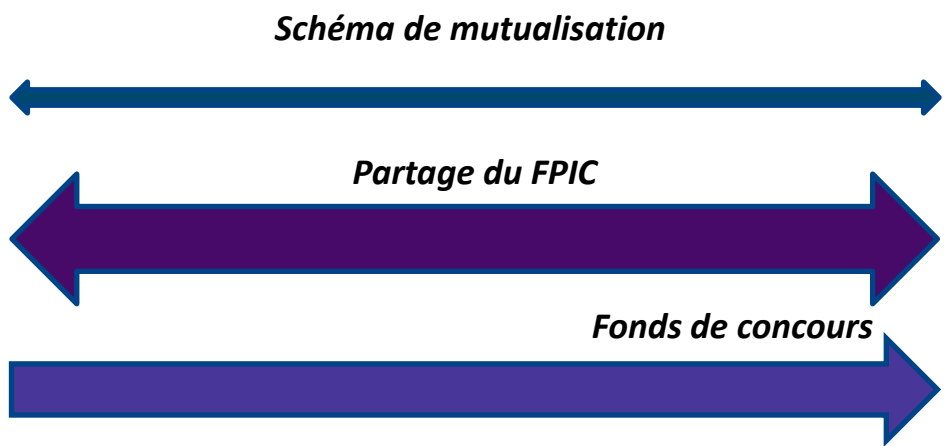 Schéma de mutualisation
Partage du FPIC
Fonds de concours